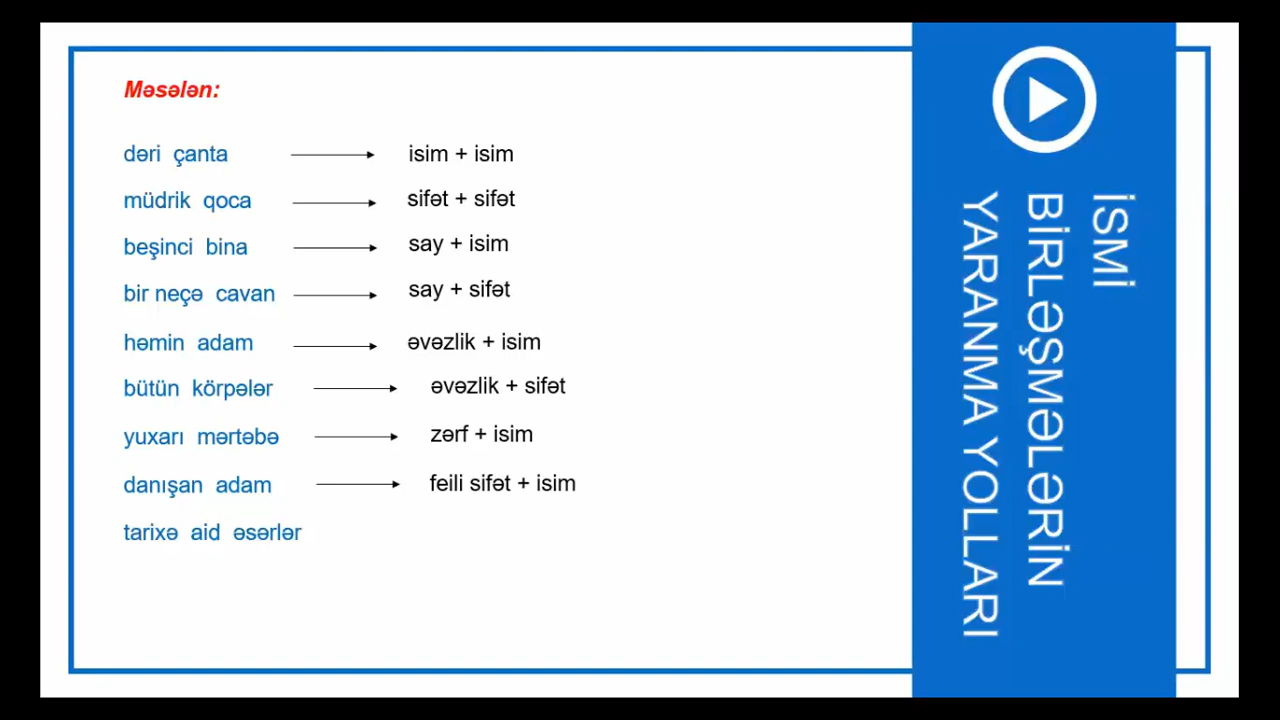 Məsələn:
dəri çanta isim + isim
müdrik qoca sifət + sifət
beşinci bina say + isim
bir neçə cavan say + sifət
həmin adam əvəzlik + isim
bütün körpələr əvəzlik + sifət
yuxarı mərtəbə zərf + isim
danışan adam feili sifət + isim
tarixə aid əsərlər
İSMİ
BİRLƏŞMƏLƏRİN
YARANMA YOLLARI